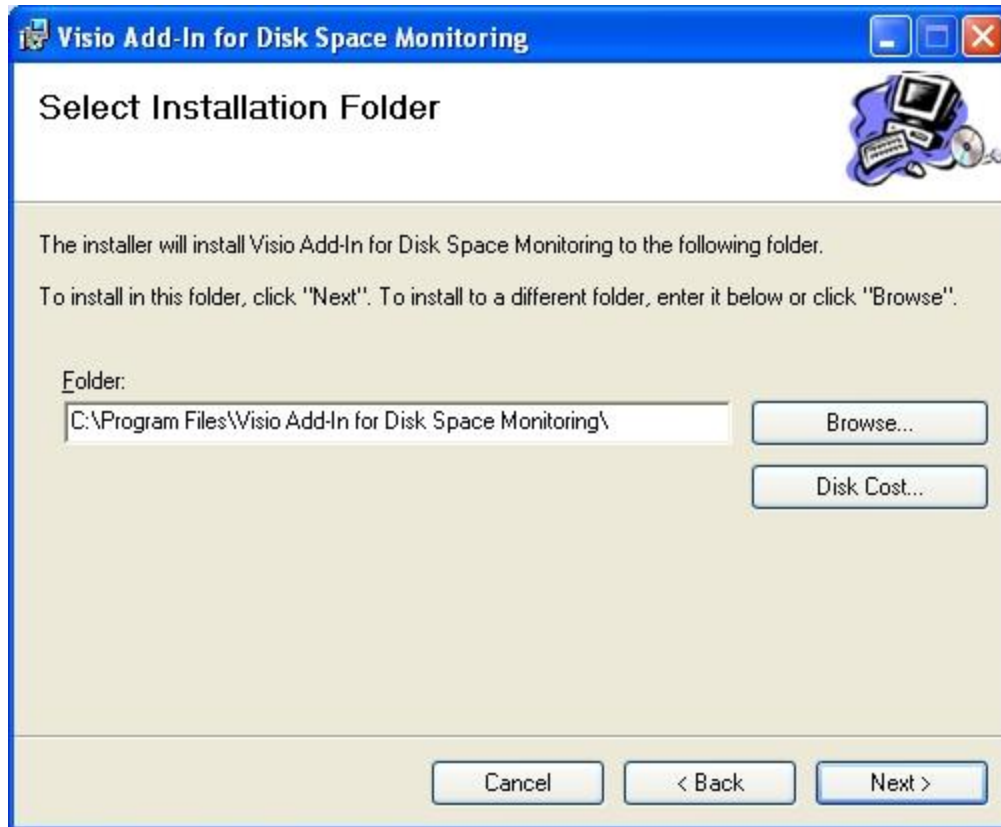 Visio Add-In for Disk Space Monitoring
Select Installation Folder
The installer will install Visio Add-In for Disk Space Monitoring to the following folder.
To install in this folder, click "Next". To install to a different folder, enter it below or click "Browse".
Folder:
C:\Program Files\Visio Add-In for Disk Space Monitoring\
Browse...
Disk Cost...
Cancel
< Back
Next >